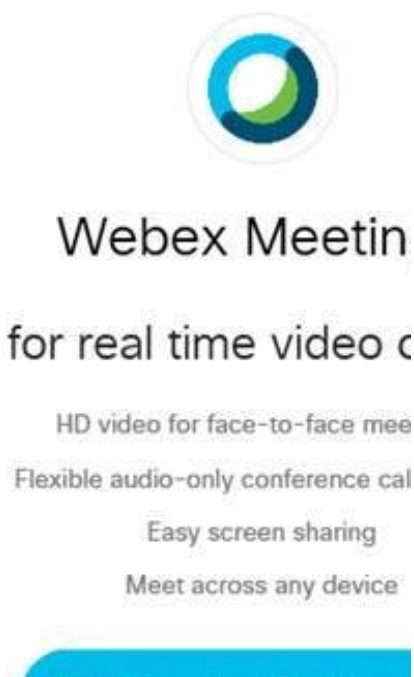 Webex Meetin
for real time video c
HD video for face-to-face mee
Flexible audio-only conference cal
Easy screen sharing
Meet across any device